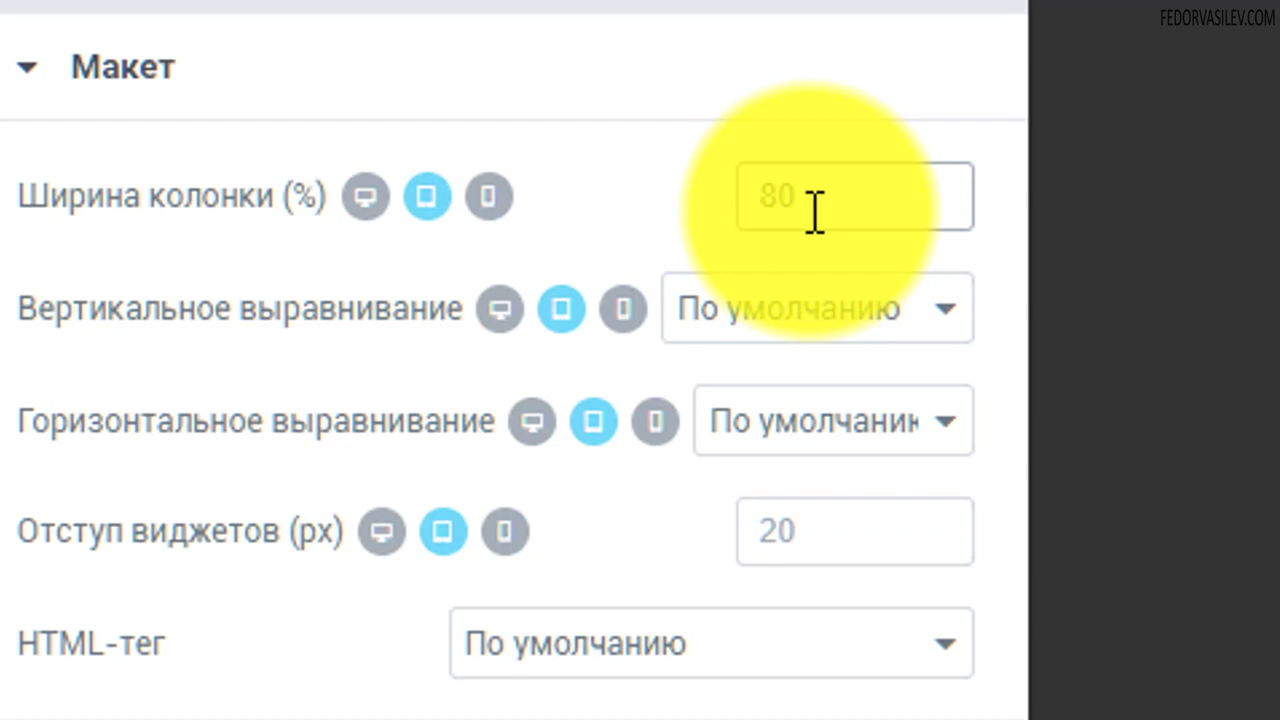 FEDORVASILEV.COM
Макет
Ширина колонки (%) 80
Вертикальное выравнивание По умолчанию
Горизонтальное выравнивание По умолчаник
Отступ виджетов (px) 20
HTML-тег По умолчанию